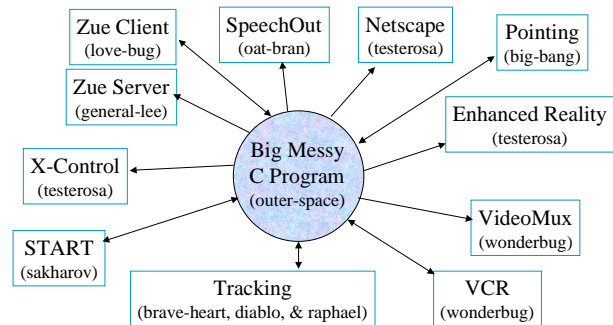 Zue Client
(love-bug)
SpeechOut
(oat-bran)
Netscape
(testerosa)
Pointing
(big-bang)
Zue Server
(general-lee)
Enhanced Reality
(testerosa)
X-Control
(testerosa)
Big Messy
C Program
(outer-space)
VideoMux
(wonderbug)
START
(sakharov)
Tracking
(brave-heart, diablo, & raphael)
VCR
(wonderbug)